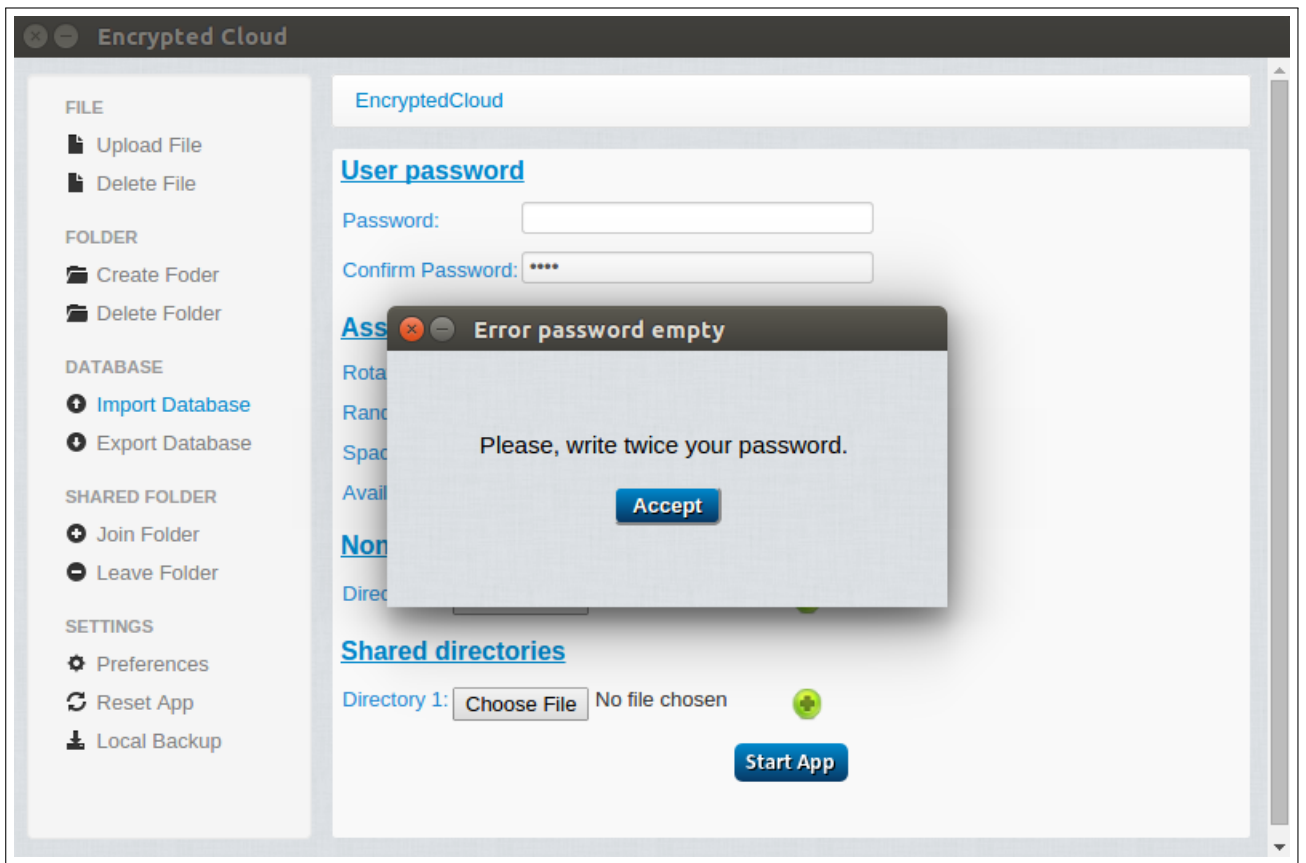 Encrypted Cloud
FILE
Upload File
Delete File
FOLDER
Create Foder
Delete Folder
DATABASE
Import Database
Export Database
SHARED FOLDER
Join Folder
Leave Folder
SETTINGS
Preferences
Reset App
Local Backup
EncryptedCloud
User password
Password:
Confirm Password: ••••
Error password empty
Please, write twice your password.
Accept
Shared directories
Directory 1: Choose File No file chosen
Start App